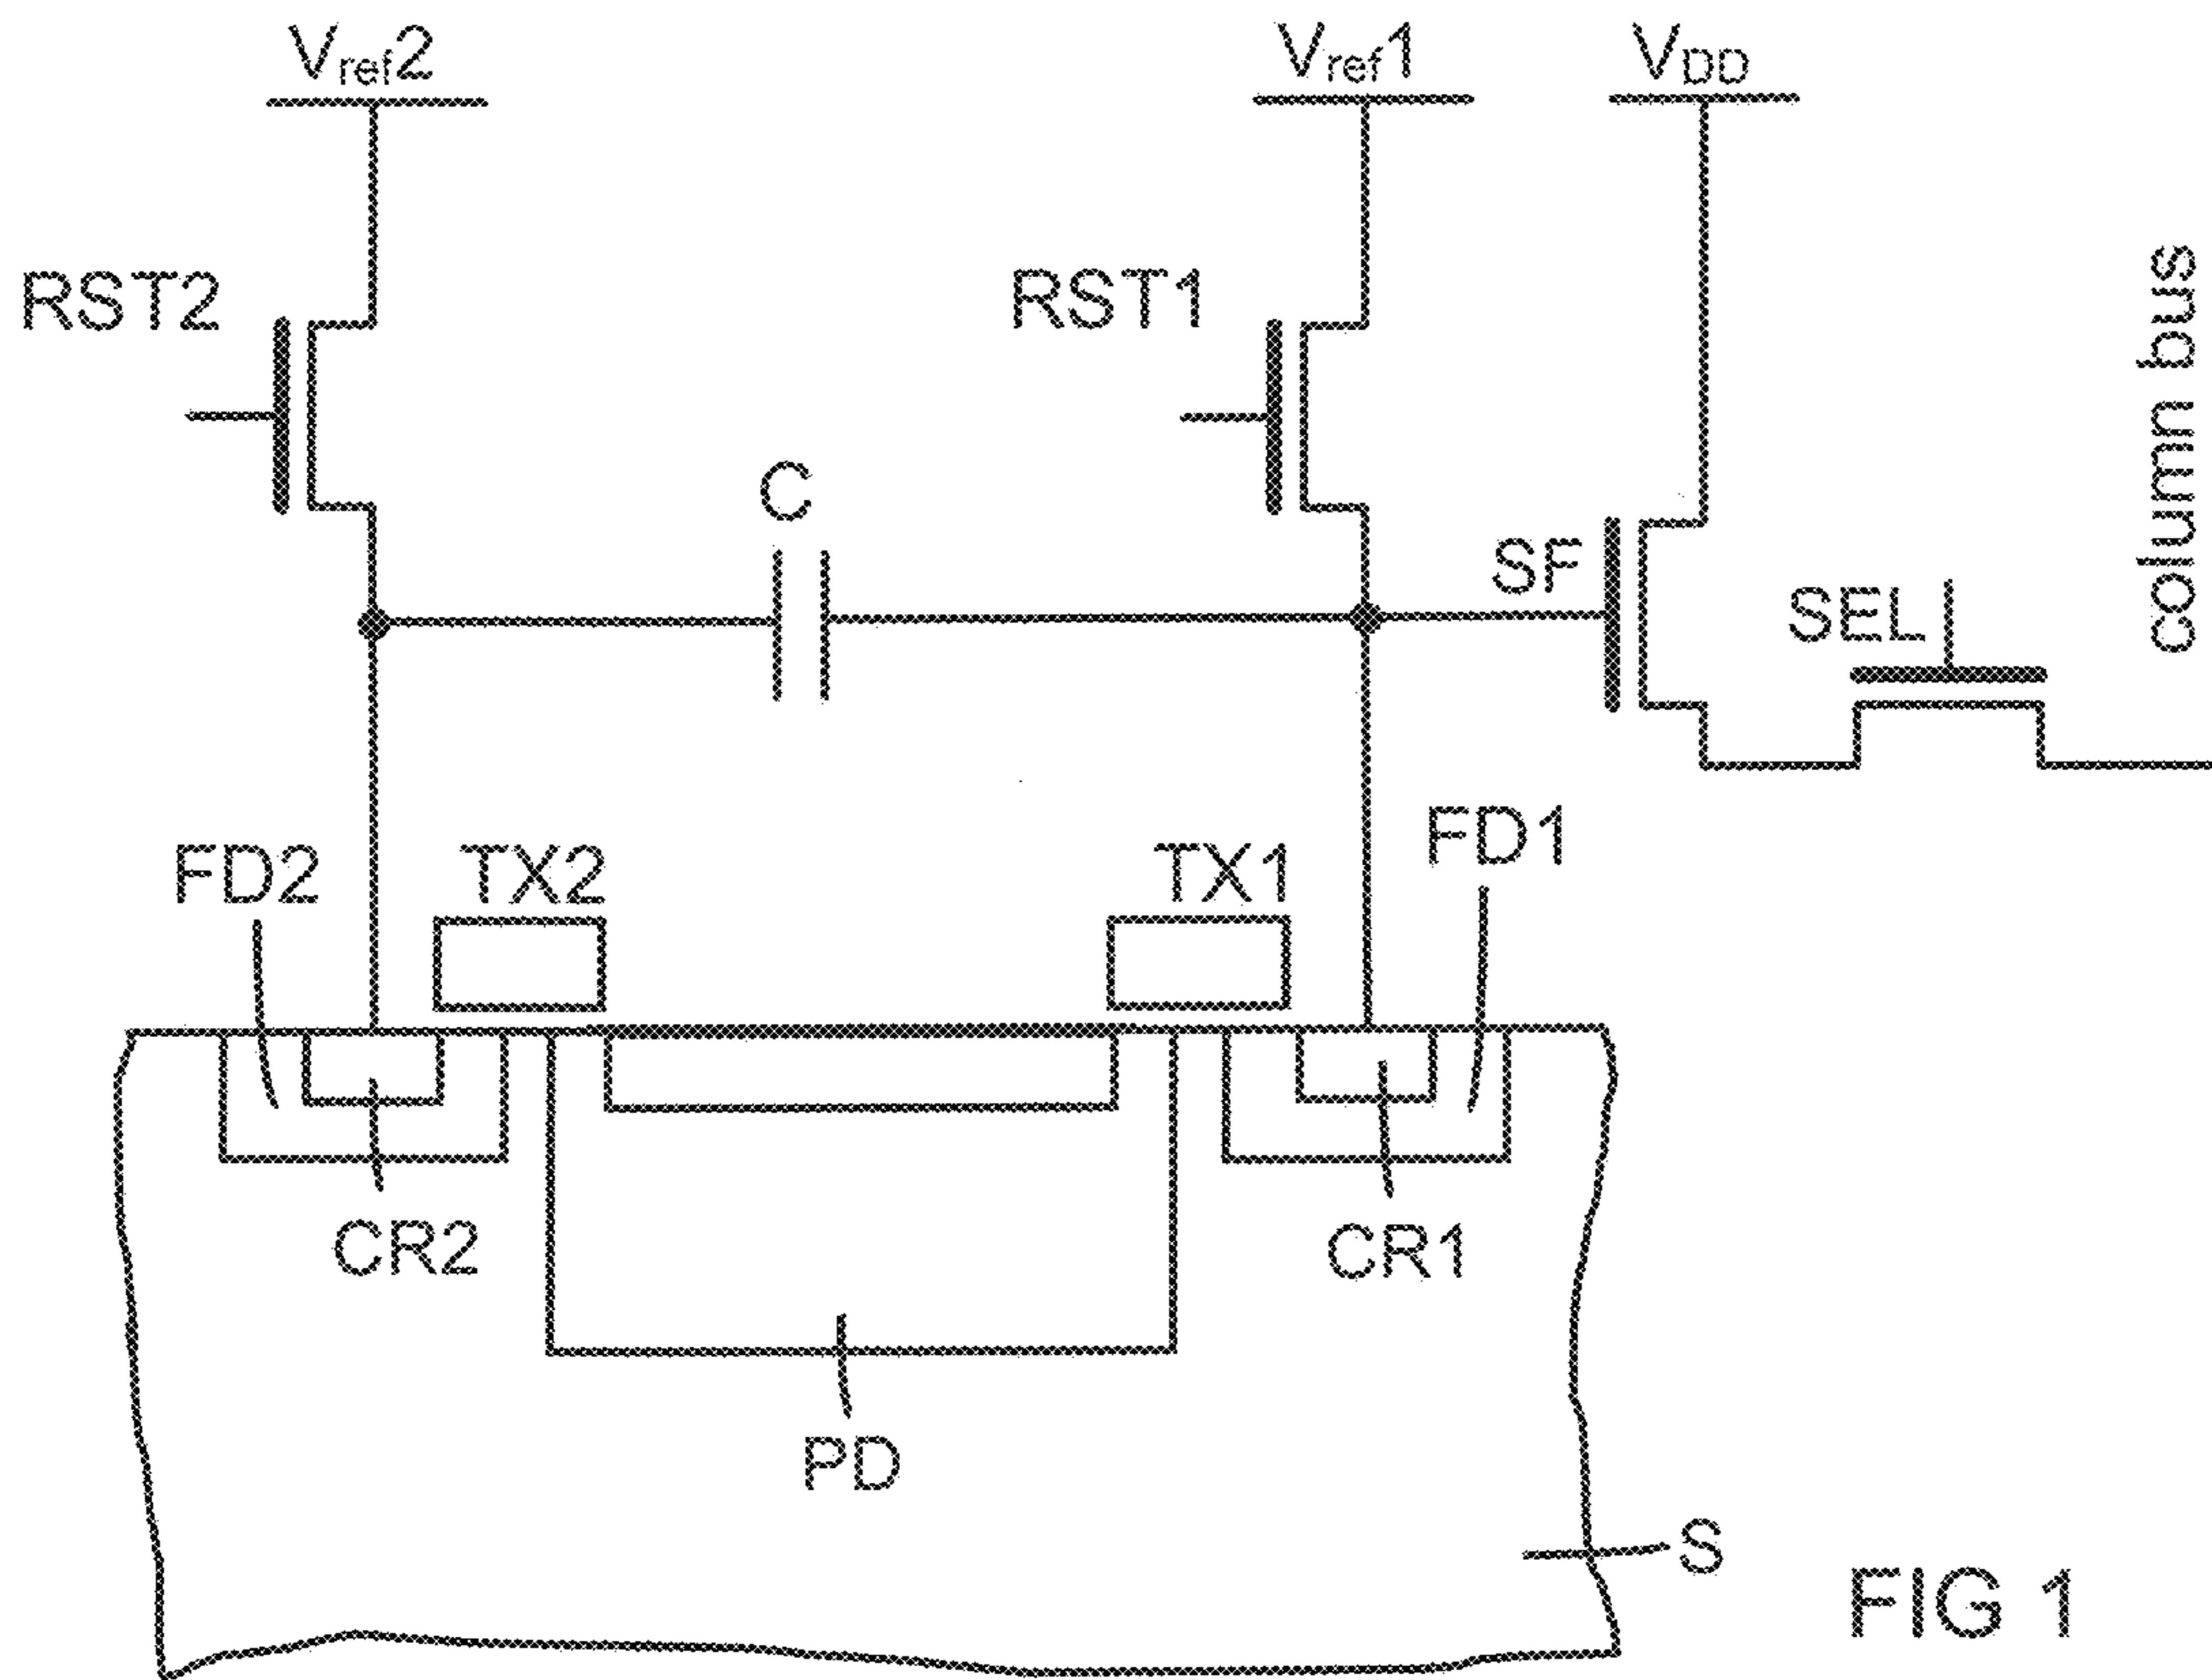 Vref2
Vref1
VDD
RST2
RST1
column bus
C
SF
SEL
FD2
TX2
TX1
FD1
CR2
CR1
PD
S
FIG 1